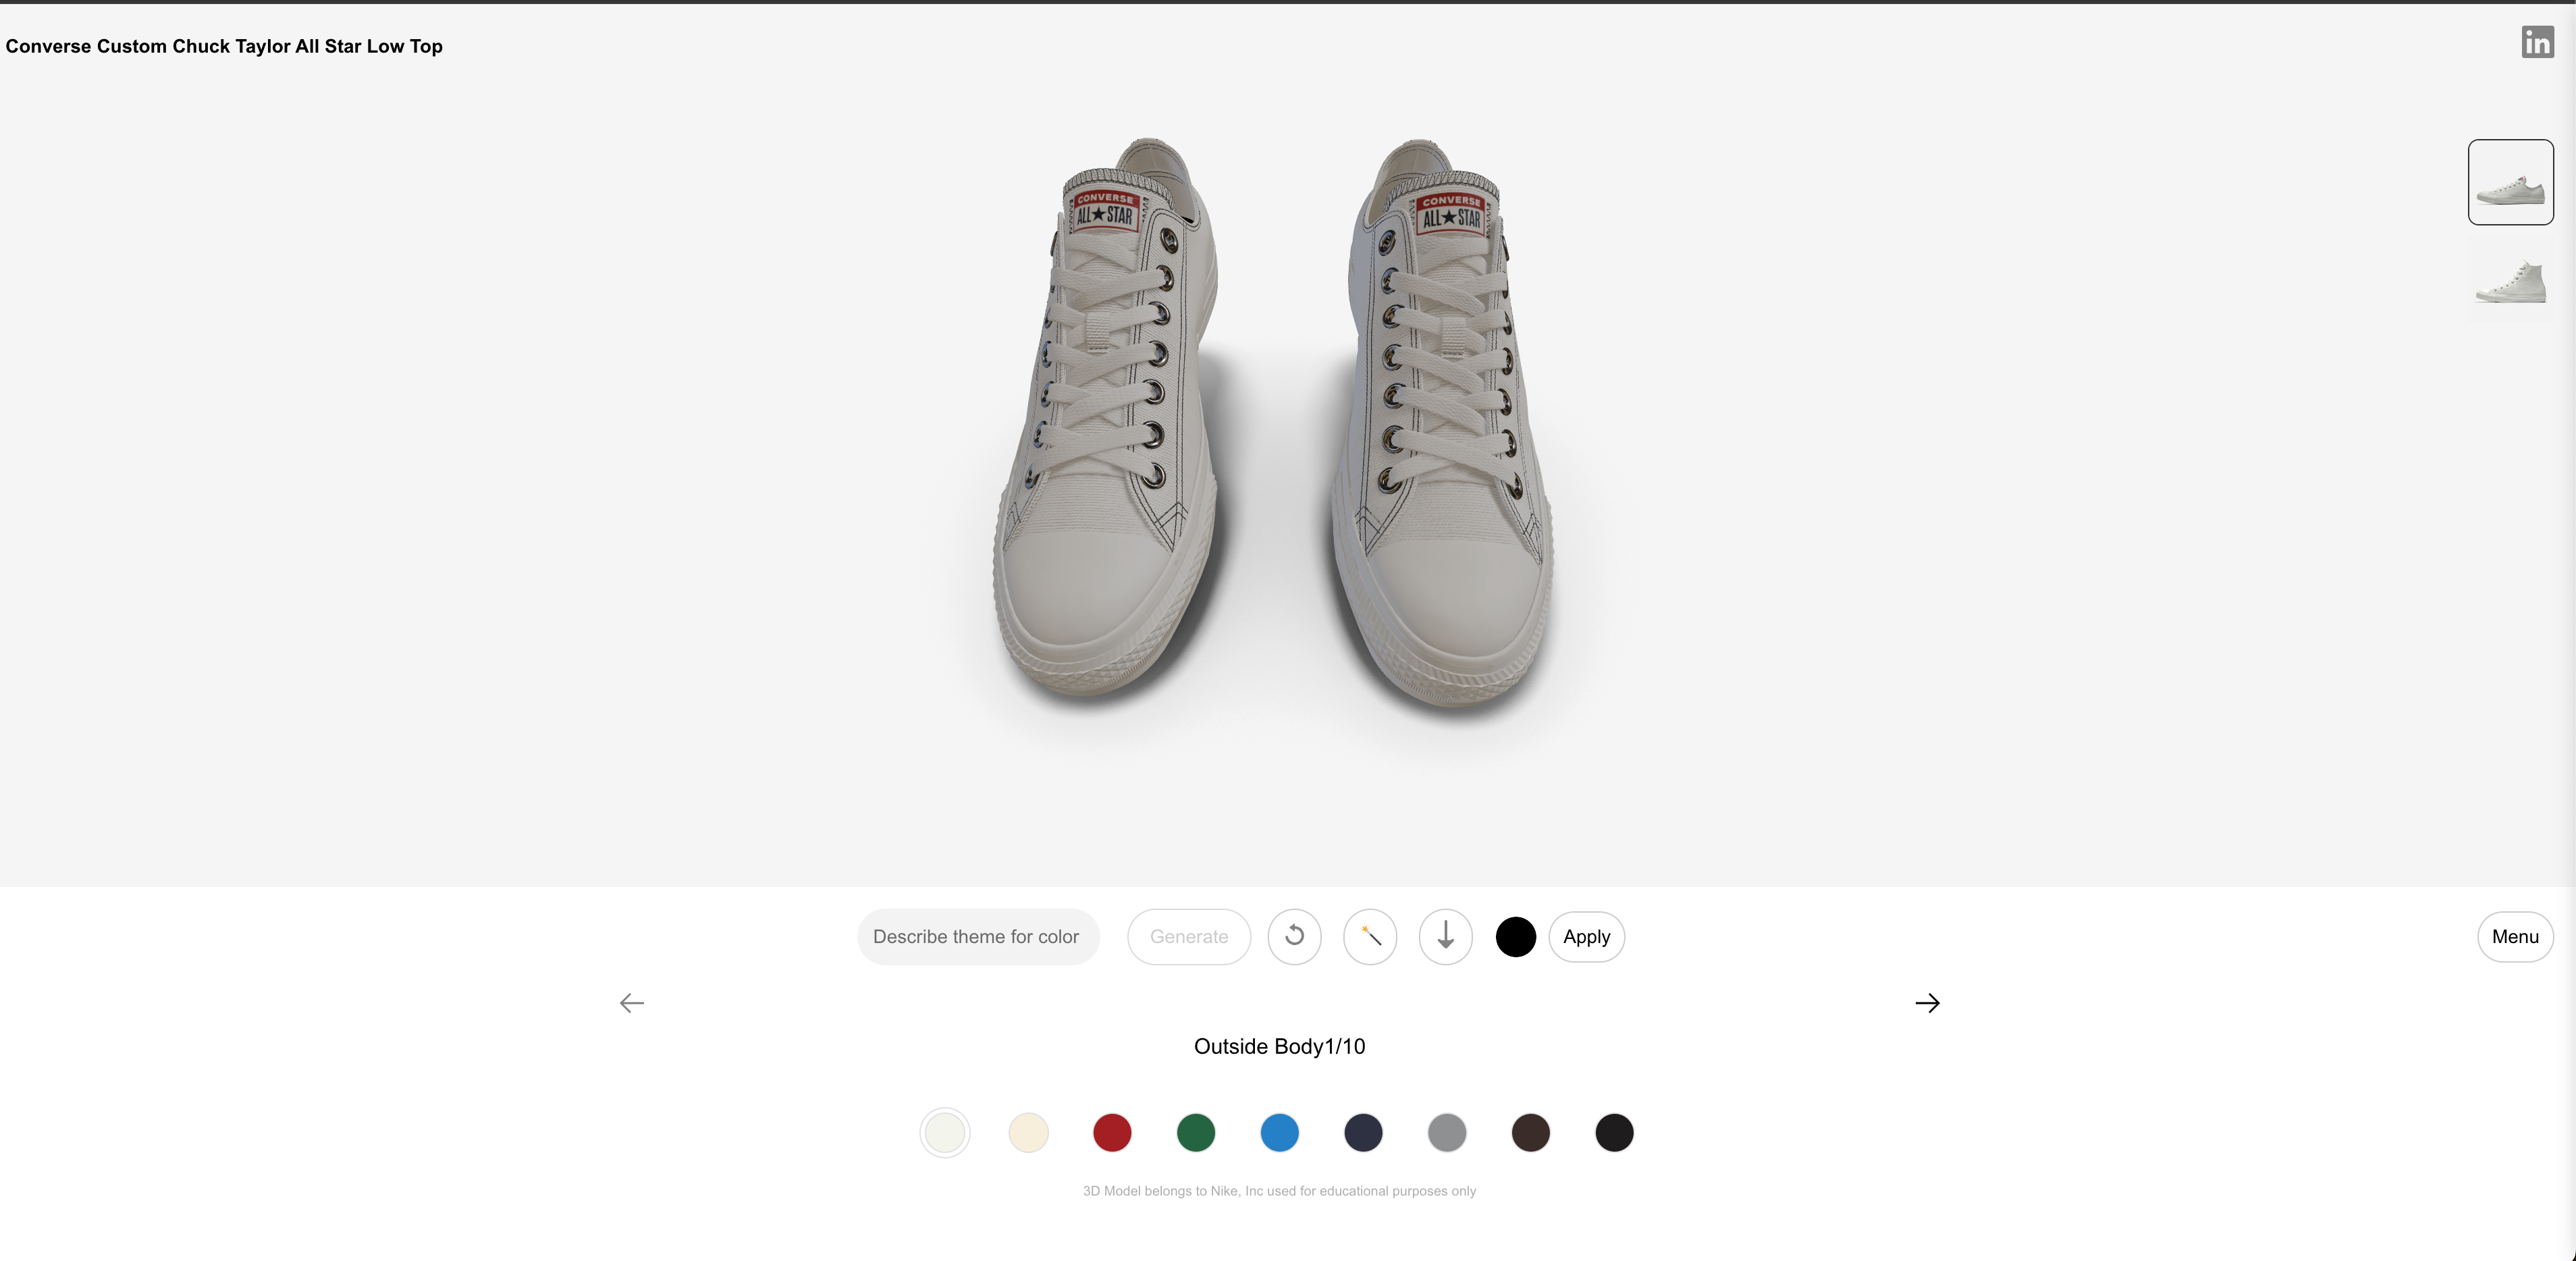 Converse Custom Chuck Taylor All Star Low Top
in
CONVERSE
ALL★STAR
CONVERSE
ALL★STAR
Describe theme for color
Generate
Apply
Menu
Outside Body1/10
3D Model belongs to Nike, Inc used for educational purposes only